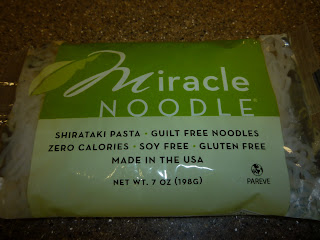 Miracle
NOODLE®
SHIRATAKI PASTA · GUILT FREE NOODLES
ZERO CALORIES · SOY FREE · GLUTEN FREE
MADE IN THE USA
NET WT. 7 OZ (198G)
PAREVE